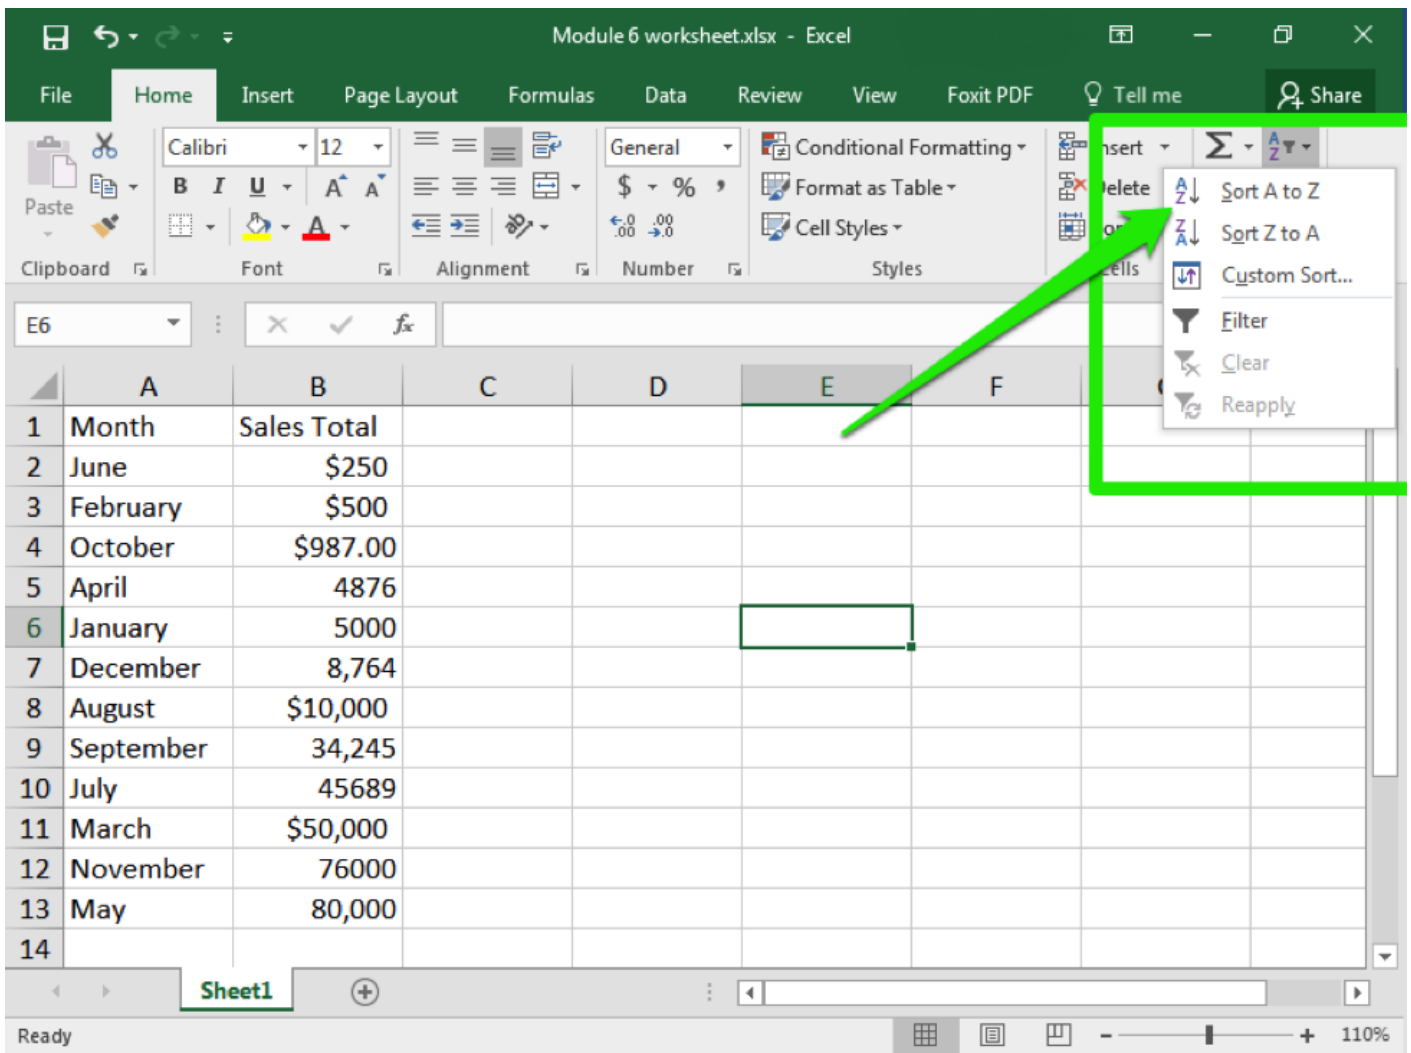 Module 6 worksheet.xlsx - Excel
File Home Insert Page Layout Formulas Data Review View Foxit PDF Tell me Share
Calibri 12 General Conditional Formatting
B I U A A $ % , Format as Table
Paste A Cell Styles
Clipboard Font Alignment Number Styles
Sort A to Z
Sort Z to A
Custom Sort...
Filter
Clear
Reapply
E6 fx
A B C D E F
1 Month Sales Total
2 June $250
3 February $500
4 October $987.00
5 April 4876
6 January 5000
7 December 8,764
8 August $10,000
9 September 34,245
10 July 45689
11 March $50,000
12 November 76000
13 May 80,000
14
Sheet1
Ready 110%